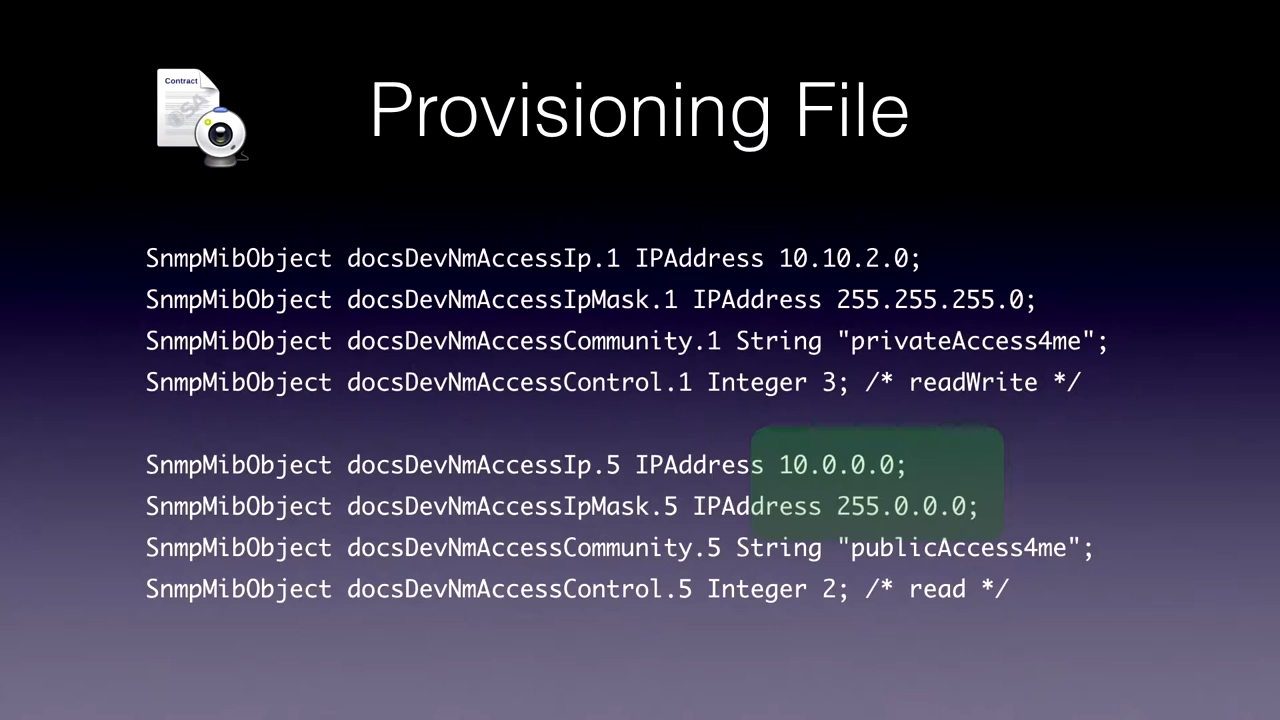 Contract
Provisioning File
SnmpMibObject docsDevNmAccessIp.1 IPAddress 10.10.2.0;
SnmpMibObject docsDevNmAccessIpMask.1 IPAddress 255.255.255.0;
SnmpMibObject docsDevNmAccessCommunity.1 String "privateAccess4me";
SnmpMibObject docsDevNmAccessControl.1 Integer 3; /* readWrite */
SnmpMibObject docsDevNmAccessIp.5 IPAddress 10.0.0.0;
SnmpMibObject docsDevNmAccessIpMask.5 IPAddress 255.0.0.0;
SnmpMibObject docsDevNmAccessCommunity.5 String "publicAccess4me";
SnmpMibObject docsDevNmAccessControl.5 Integer 2; /* read */